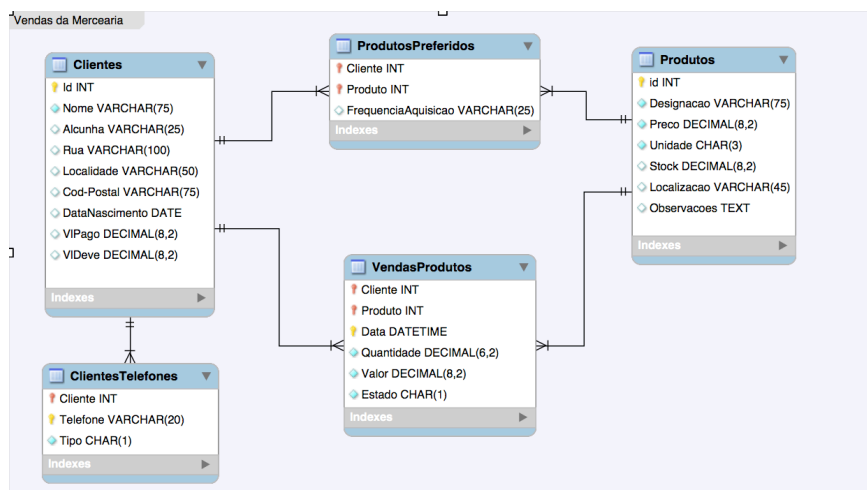 Vendas da Mercearia
Clientes
Id INT
Nome VARCHAR(75)
Alcunha VARCHAR(25)
Rua VARCHAR(100)
Localidade VARCHAR(50)
Cod-Postal VARCHAR(75)
DataNascimento DATE
VlPago DECIMAL(8,2)
VlDeve DECIMAL(8,2)
Indexes
ProdutosPreferidos
Cliente INT
Produto INT
FrequenciaAquisicao VARCHAR(25)
Indexes
Produtos
id INT
Designacao VARCHAR(75)
Preco DECIMAL(8,2)
Unidade CHAR(3)
Stock DECIMAL(8,2)
Localizacao VARCHAR(45)
Observacoes TEXT
Indexes
VendasProdutos
Cliente INT
Produto INT
Data DATETIME
Quantidade DECIMAL(6,2)
Valor DECIMAL(8,2)
Estado CHAR(1)
Indexes
ClientesTelefones
Cliente INT
Telefone VARCHAR(20)
Tipo CHAR(1)
Indexes